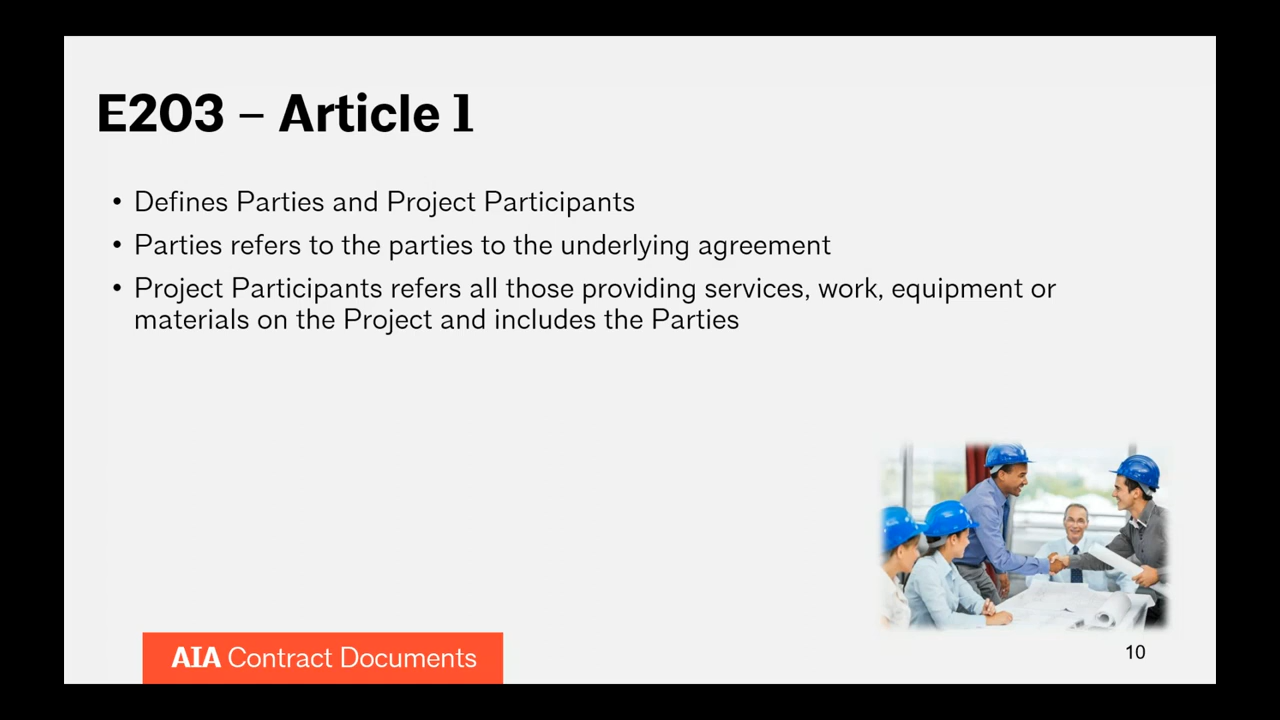 E203 – Article 1
• Defines Parties and Project Participants
• Parties refers to the parties to the underlying agreement
• Project Participants refers all those providing services, work, equipment or
materials on the Project and includes the Parties
AIA Contract Documents
10